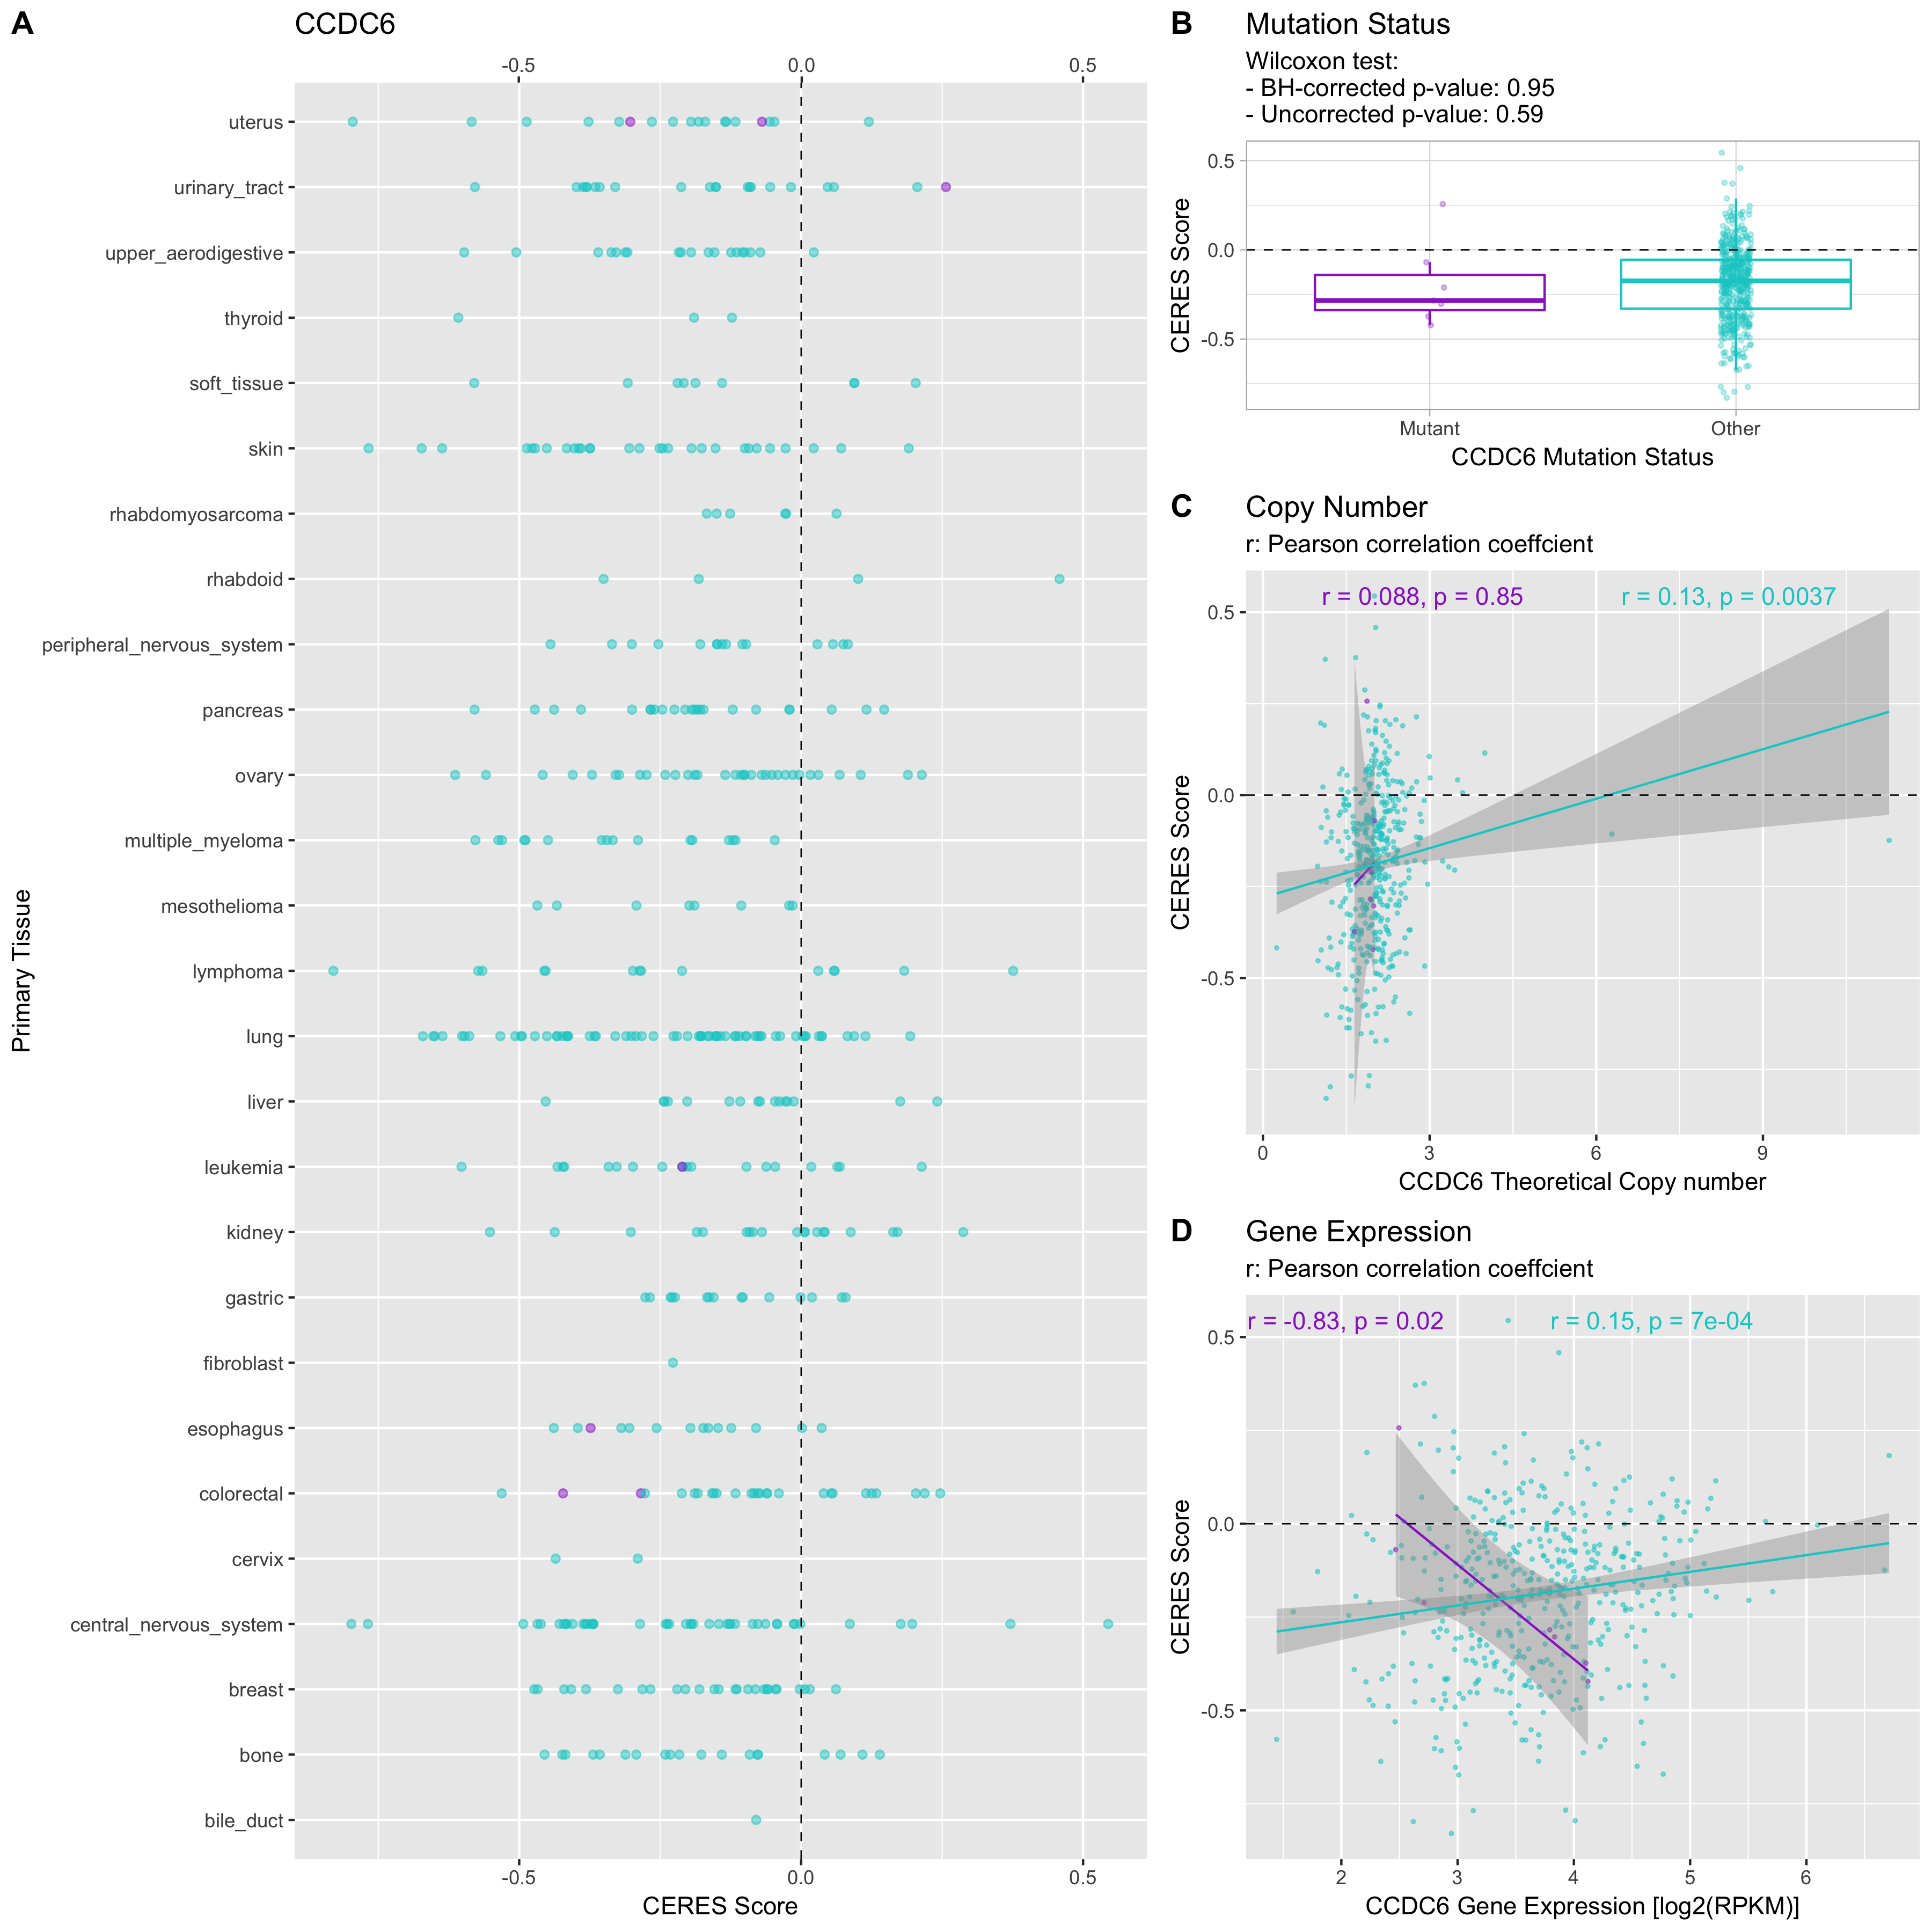 A
CCDC6
-0.5 0.0 0.5
Primary Tissue
uterus
urinary_tract
upper_aerodigestive
thyroid
soft_tissue
skin
rhabdomyosarcoma
rhabdoid
peripheral_nervous_system
pancreas
ovary
multiple_myeloma
mesothelioma
lymphoma
lung
liver
leukemia
kidney
gastric
fibroblast
esophagus
colorectal
cervix
central_nervous_system
breast
bone
bile_duct
-0.5 0.0 0.5
CERES Score
B
Mutation Status
Wilcoxon test:
- BH-corrected p-value: 0.95
- Uncorrected p-value: 0.59
CERES Score
0.5
0.0
-0.5
Mutant Other
CCDC6 Mutation Status
C
Copy Number
r: Pearson correlation coeffcient
r = 0.088, p = 0.85 r = 0.13, p = 0.0037
CERES Score
0.5
0.0
-0.5
0 3 6 9
CCDC6 Theoretical Copy number
D
Gene Expression
r: Pearson correlation coeffcient
r = -0.83, p = 0.02 r = 0.15, p = 7e-04
CERES Score
0.5
0.0
-0.5
2 3 4 5 6
CCDC6 Gene Expression [log2(RPKM)]